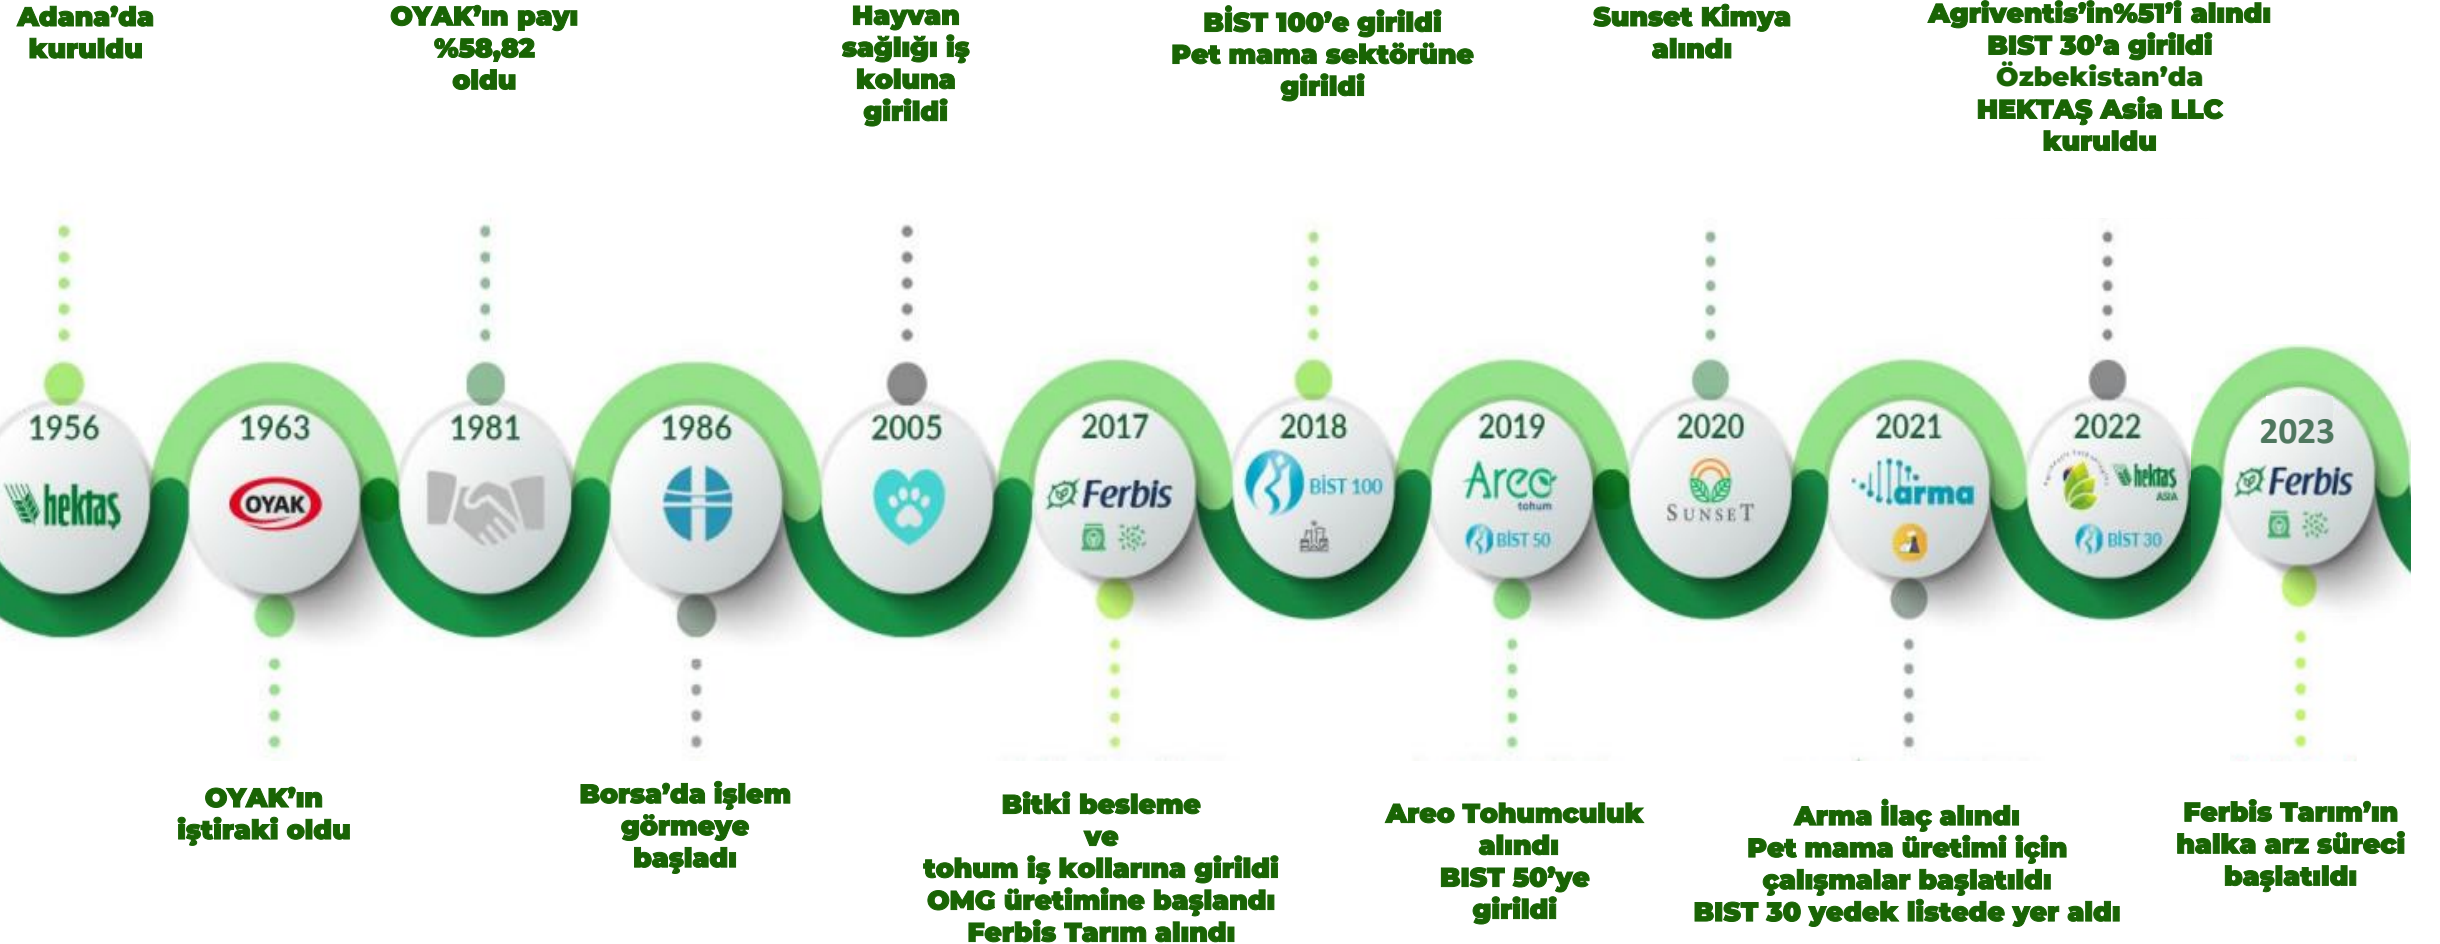 Adana’da
kuruldu
OYAK’ın payı
%58,82
oldu
Hayvan
sağlığı iş
koluna
girildi
BİST 100’e girildi
Pet mama sektörüne
girildi
Sunset Kimya
alındı
Agriventis’in%51’i alındı
BIST 30’a girildi
Özbekistan’da
HEKTAŞ Asia LLC
kuruldu
1956
hektaş
1963
OYAK
1981
1986
2005
2017
Ferbis
2018
BİST 100
2019
Areo
tohum
BİST 50
2020
SUNSET
2021
arma
2022
hektaş
ASIA
BİST 30
2023
Ferbis
OYAK’ın
iştiraki oldu
Borsa’da işlem
görmeye
başladı
Bitki besleme
ve
tohum iş kollarına girildi
OMG üretimine başlandı
Ferbis Tarım alındı
Areo Tohumculuk
alındı
BIST 50’ye
girildi
Arma İlaç alındı
Pet mama üretimi için
çalışmalar başlatıldı
BIST 30 yedek listede yer aldı
Ferbis Tarım’ın
halka arz süreci
başlatıldı